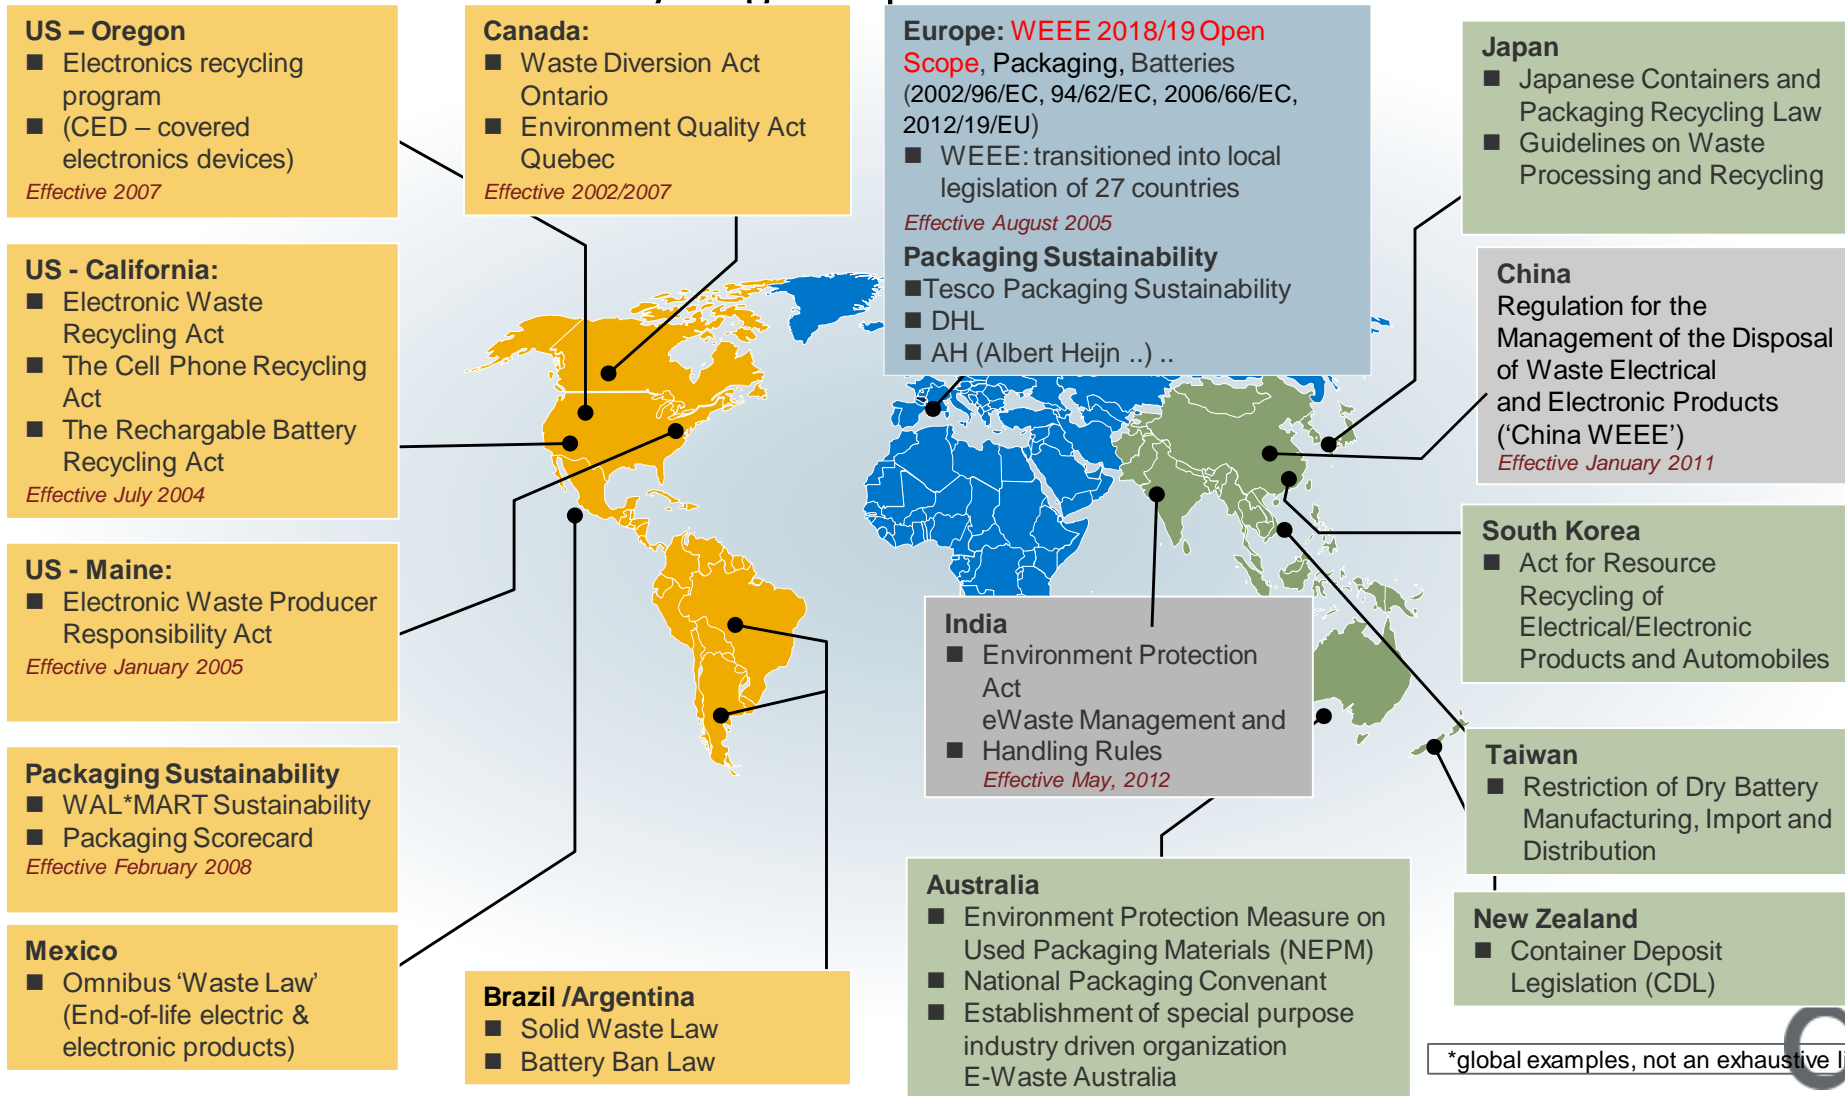 US – Oregon
■ Electronics recycling
program
■ (CED – covered
electronics devices)
Effective 2007
Canada:
■ Waste Diversion Act
Ontario
■ Environment Quality Act
Quebec
Effective 2002/2007
Europe: WEEE 2018/19 Open
Scope, Packaging, Batteries
(2002/96/EC, 94/62/EC, 2006/66/EC,
2012/19/EU)
■ WEEE: transitioned into local
legislation of 27 countries
Effective August 2005
Packaging Sustainability
■Tesco Packaging Sustainability
■ DHL
■ AH (Albert Heijn ..) ..
Japan
■ Japanese Containers and
Packaging Recycling Law
■ Guidelines on Waste
Processing and Recycling
US - California:
■ Electronic Waste
Recycling Act
■ The Cell Phone Recycling
Act
■ The Rechargable Battery
Recycling Act
Effective July 2004
China
Regulation for the
Management of the Disposal
of Waste Electrical
and Electronic Products
(‘China WEEE’)
Effective January 2011
US - Maine:
■ Electronic Waste Producer
Responsibility Act
Effective January 2005
South Korea
■ Act for Resource
Recycling of
Electrical/Electronic
Products and Automobiles
India
■ Environment Protection
Act
eWaste Management and
■ Handling Rules
Effective May, 2012
Packaging Sustainability
■ WAL*MART Sustainability
■ Packaging Scorecard
Effective February 2008
Taiwan
■ Restriction of Dry Battery
Manufacturing, Import and
Distribution
Mexico
■ Omnibus ‘Waste Law’
(End-of-life electric &
electronic products)
Brazil /Argentina
■ Solid Waste Law
■ Battery Ban Law
Australia
■ Environment Protection Measure on
Used Packaging Materials (NEPM)
■ National Packaging Convenant
■ Establishment of special purpose
industry driven organization
E-Waste Australia
New Zealand
■ Container Deposit
Legislation (CDL)
*global examples, not an exhaustive li